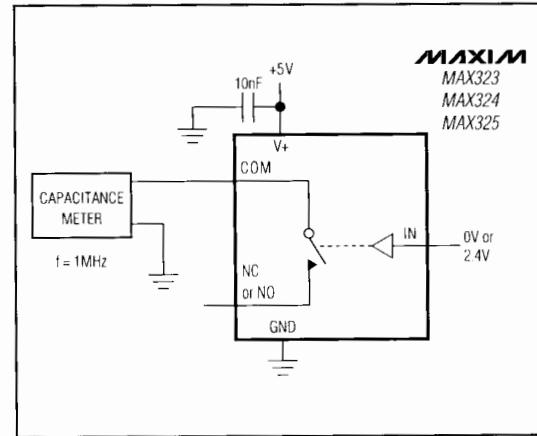 MAXIM
MAX323
MAX324
MAX325
+5V
10nF
V+
COM
CAPACITANCE
METER
f = 1MHz
IN
0V or
2.4V
NC
or NO
GND